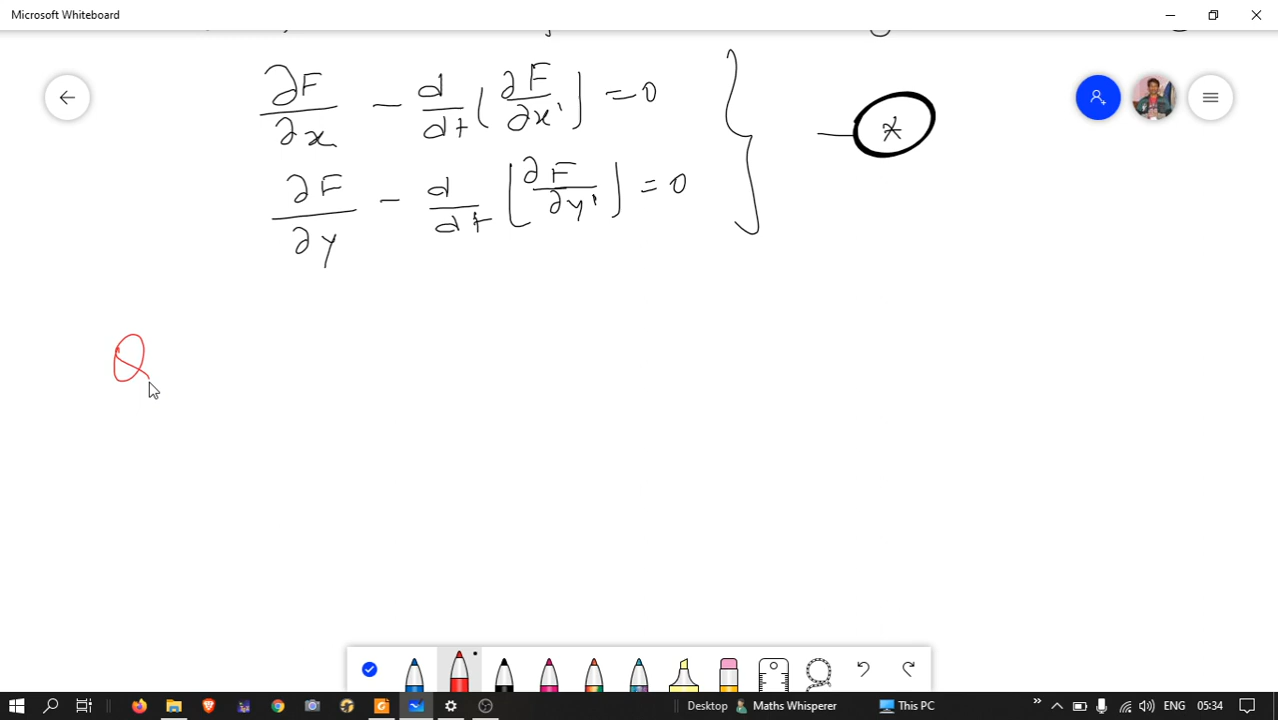 Microsoft Whiteboard
∂F/∂x - d/dt [∂F/∂x'] = 0
*
∂F/∂y - d/dt [∂F/∂y'] = 0
Q
Desktop Maths Whisperer This PC ENG 05:34